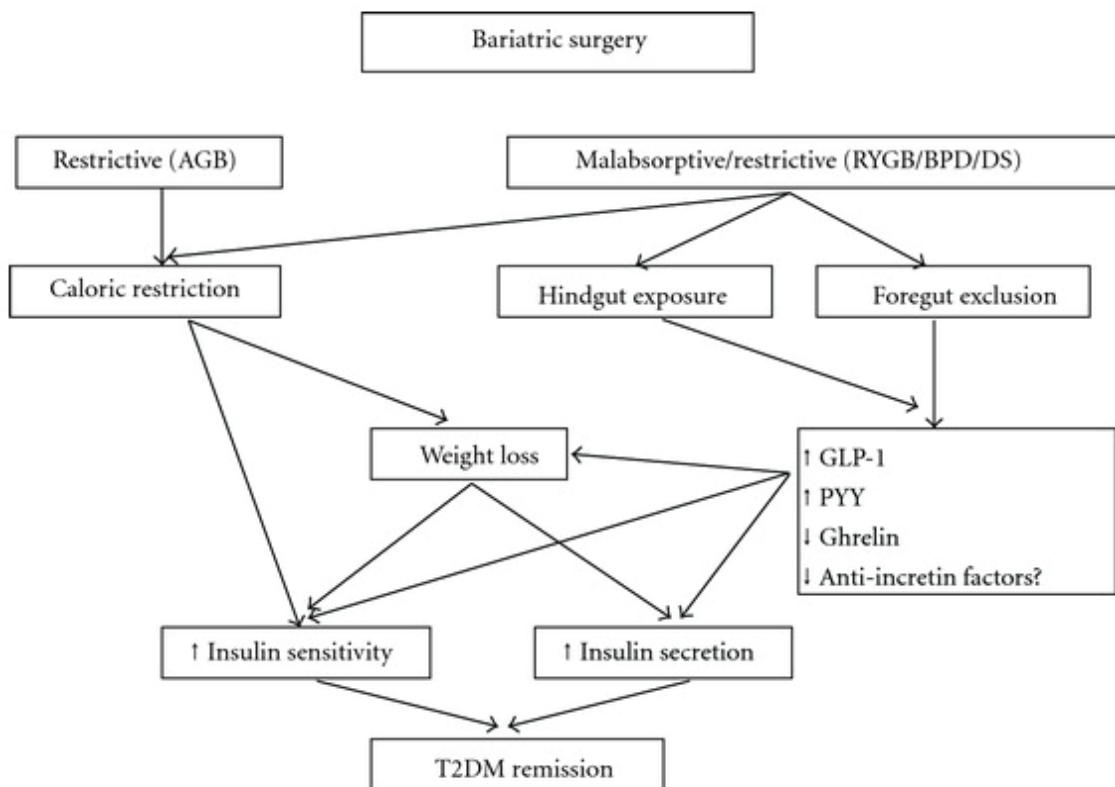 Bariatric surgery
Restrictive (AGB)
Malabsorptive/restrictive (RYGB/BPD/DS)
Caloric restriction
Hindgut exposure
Foregut exclusion
Weight loss
↑ GLP-1
↑ PYY
↓ Ghrelin
↓ Anti-incretin factors?
↑ Insulin sensitivity
↑ Insulin secretion
T2DM remission